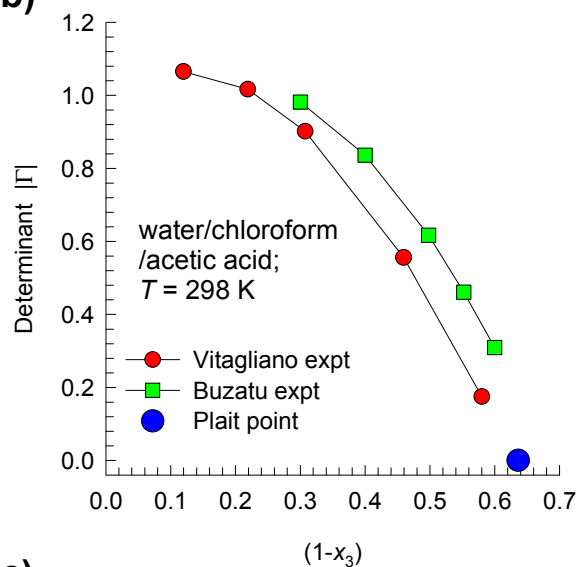 b)
1.2
1.0
0.8
0.6
0.4
0.2
0.0
Determinant |Γ|
water/chloroform
/acetic acid;
T = 298 K
Vitagliano expt
Buzatu expt
Plait point
0.0 0.1 0.2 0.3 0.4 0.5 0.6 0.7
(1-x₃)